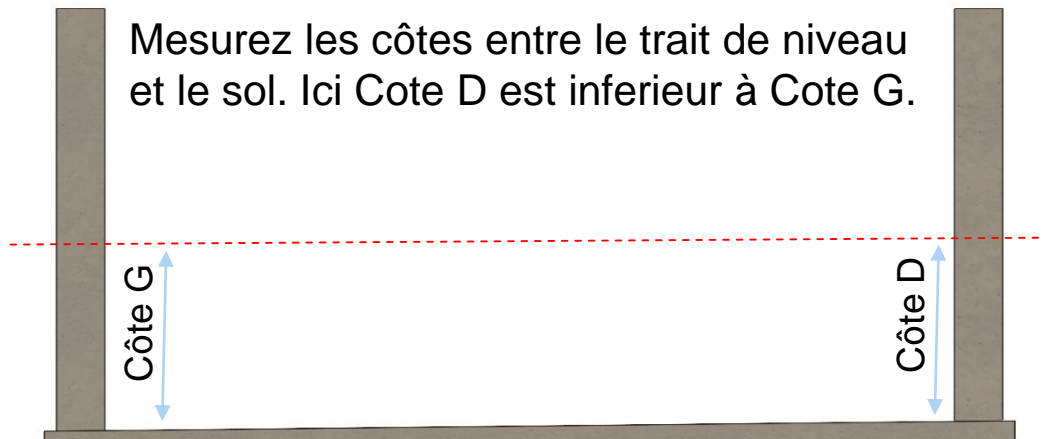 Mesurez les côtes entre le trait de niveau
et le sol. Ici Cote D est inferieur à Cote G.
Côte G
Côte D